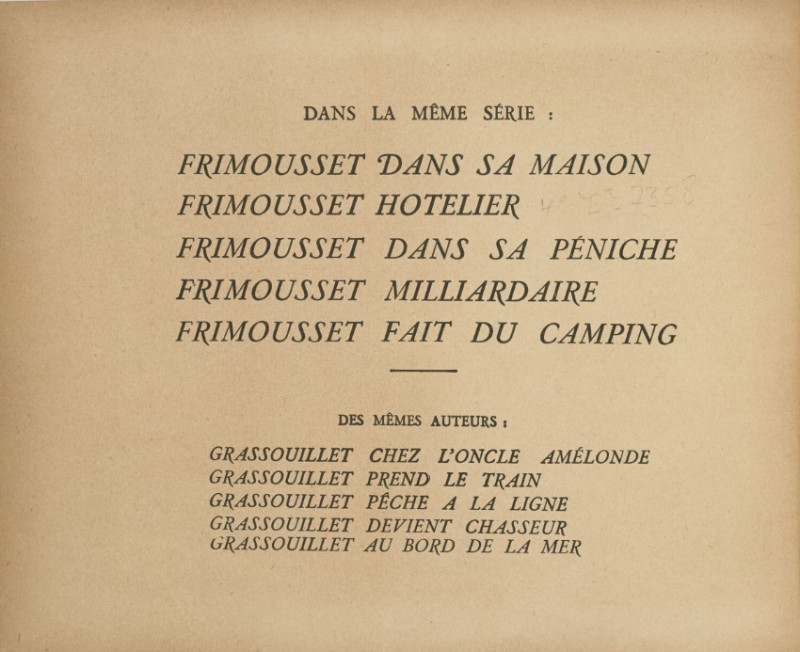 DANS LA MÊME SÉRIE :
FRIMOUSSET DANS SA MAISON
FRIMOUSSET HOTELIER
FRIMOUSSET DANS SA PÉNICHE
FRIMOUSSET MILLIARDAIRE
FRIMOUSSET FAIT DU CAMPING
DES MÊMES AUTEURS :
GRASSOUILLET CHEZ L'ONCLE AMÉLONDE
GRASSOUILLET PREND LE TRAIN
GRASSOUILLET PÊCHE A LA LIGNE
GRASSOUILLET DEVIENT CHASSEUR
GRASSOUILLET AU BORD DE LA MER